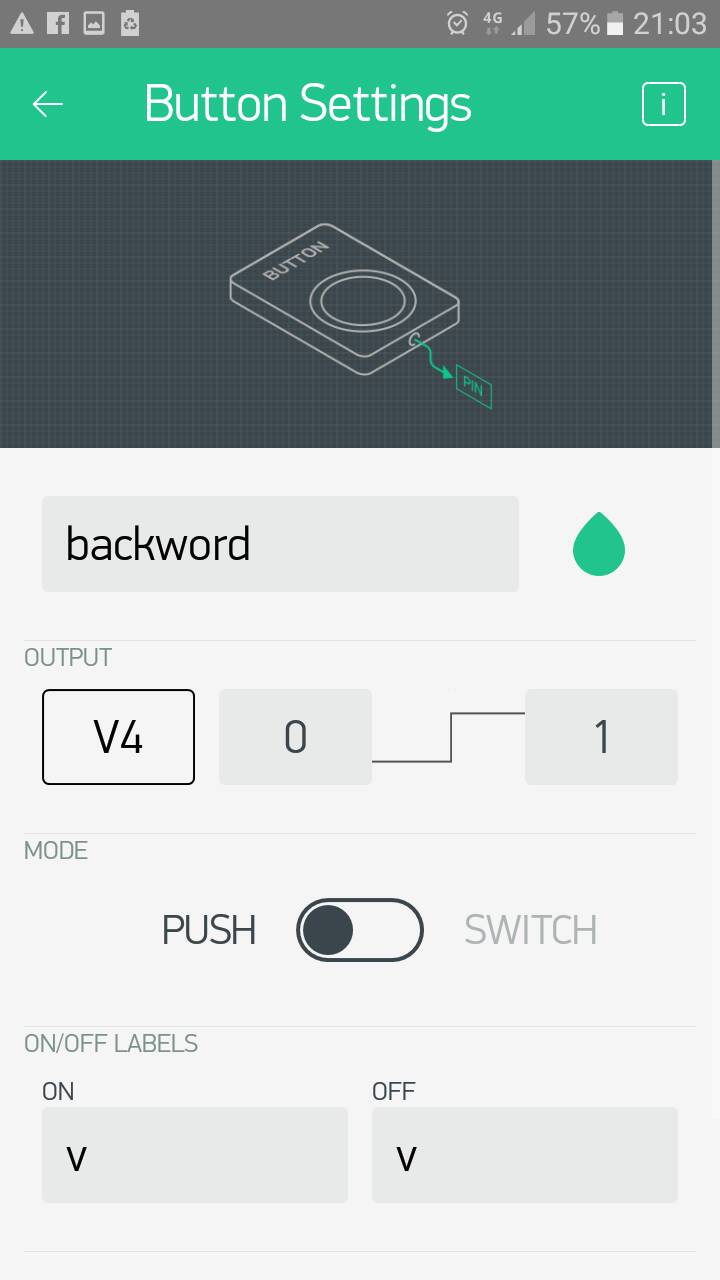 4G 57% 21:03
Button Settings i
BUTTON
PIN
backword
OUTPUT
V4 0 1
MODE
PUSH SWITCH
ON/OFF LABELS
ON OFF
v v